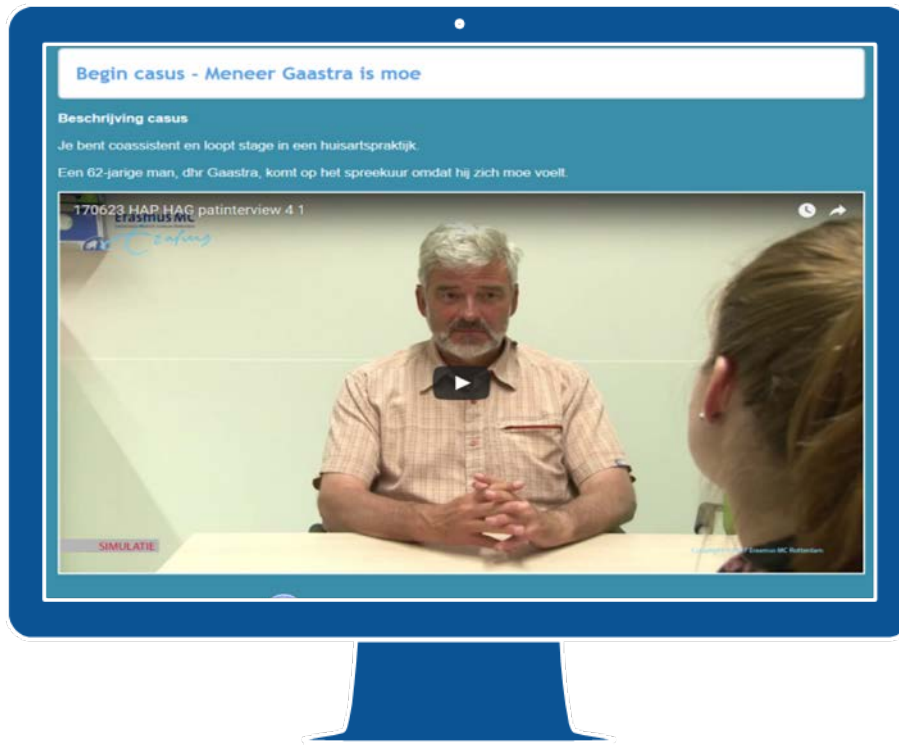 Begin casus - Meneer Gaastra is moe
Beschrijving casus
Je bent coassistent en loopt stage in een huisartspraktijk.
Een 62-jarige man, dhr Gaastra, komt op het spreekuur omdat hij zich moe voelt.
170623 HAP HAG patinterview 4 1
Erasmus MC
SIMULATIE
Erasmus MC Rotterdam